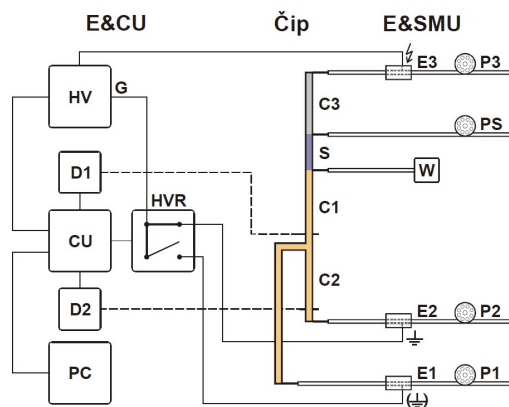 E&CU Čip E&SMU
E3 P3
HV G C3
PS
S
D1 W
HVR C1
CU
C2
D2 E2 P2
PC E1 P1